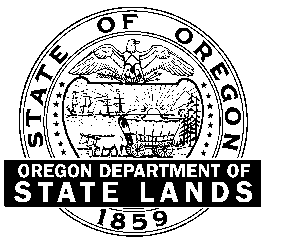 STATE OF OREGON
OREGON DEPARTMENT OF
STATE LANDS
1859